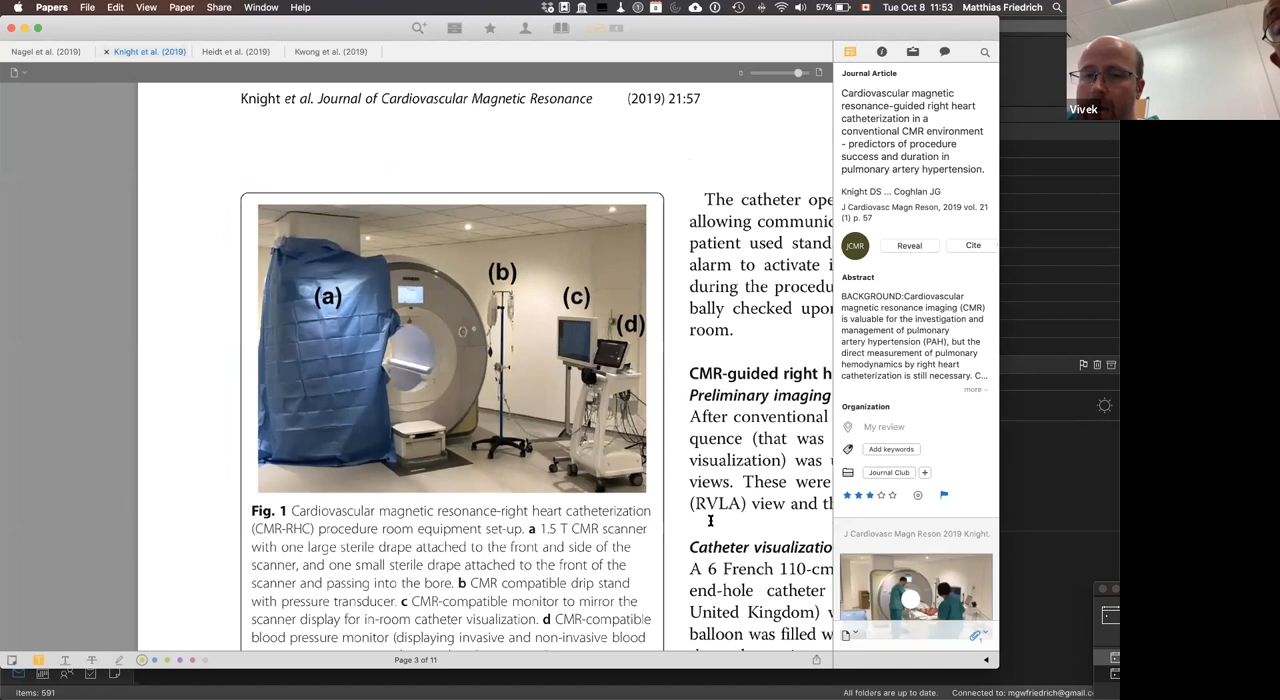 Papers File Edit View Paper Share Window Help
57% Tue Oct 8 11:53 Matthias Friedrich
Nagel et al. (2019) × Knight et al. (2019) Heidt et al. (2019) Kwong et al. (2019)
Knight et al. Journal of Cardiovascular Magnetic Resonance (2019) 21:57
(a)
(b)
(c)
(d)
Fig. 1 Cardiovascular magnetic resonance-right heart catheterization
(CMR-RHC) procedure room equipment set-up. a 1.5 T CMR scanner
with one large sterile drape attached to the front and side of the
scanner, and one small sterile drape attached to the front of the
scanner and passing into the bore. b CMR compatible drip stand
with pressure transducer. c CMR-compatible monitor to mirror the
scanner display for in-room catheter visualization. d CMR-compatible
blood pressure monitor (displaying invasive and non-invasive blood
The catheter ope
allowing communic
patient used stand
alarm to activate i
during the procedu
bally checked upo
room.
CMR-guided right h
Preliminary imaging
After conventional
quence (that was
visualization) was
views. These were
(RVLA) view and th
Catheter visualizatio
A 6 French 110-cm
end-hole catheter
United Kingdom) v
balloon was filled w
Page 3 of 11
Journal Article
Cardiovascular magnetic
resonance-guided right heart
catheterization in a
conventional CMR environment
- predictors of procedure
success and duration in
pulmonary artery hypertension.
Knight DS ... Coghlan JG
J Cardiovasc Magn Reson, 2019 vol. 21
(1) p. 57
JCMR Reveal Cite
Abstract
BACKGROUND:Cardiovascular
magnetic resonance imaging (CMR)
is valuable for the investigation and
management of pulmonary
artery hypertension (PAH), but the
direct measurement of pulmonary
hemodynamics by right heart
catheterization is still necessary. C...
more
Organization
My review
Add keywords
Journal Club +
J Cardiovasc Magn Reson 2019 Knight.
Vivek
Items: 591
All folders are up to date. Connected to: mgwfriedrich@gmail.c